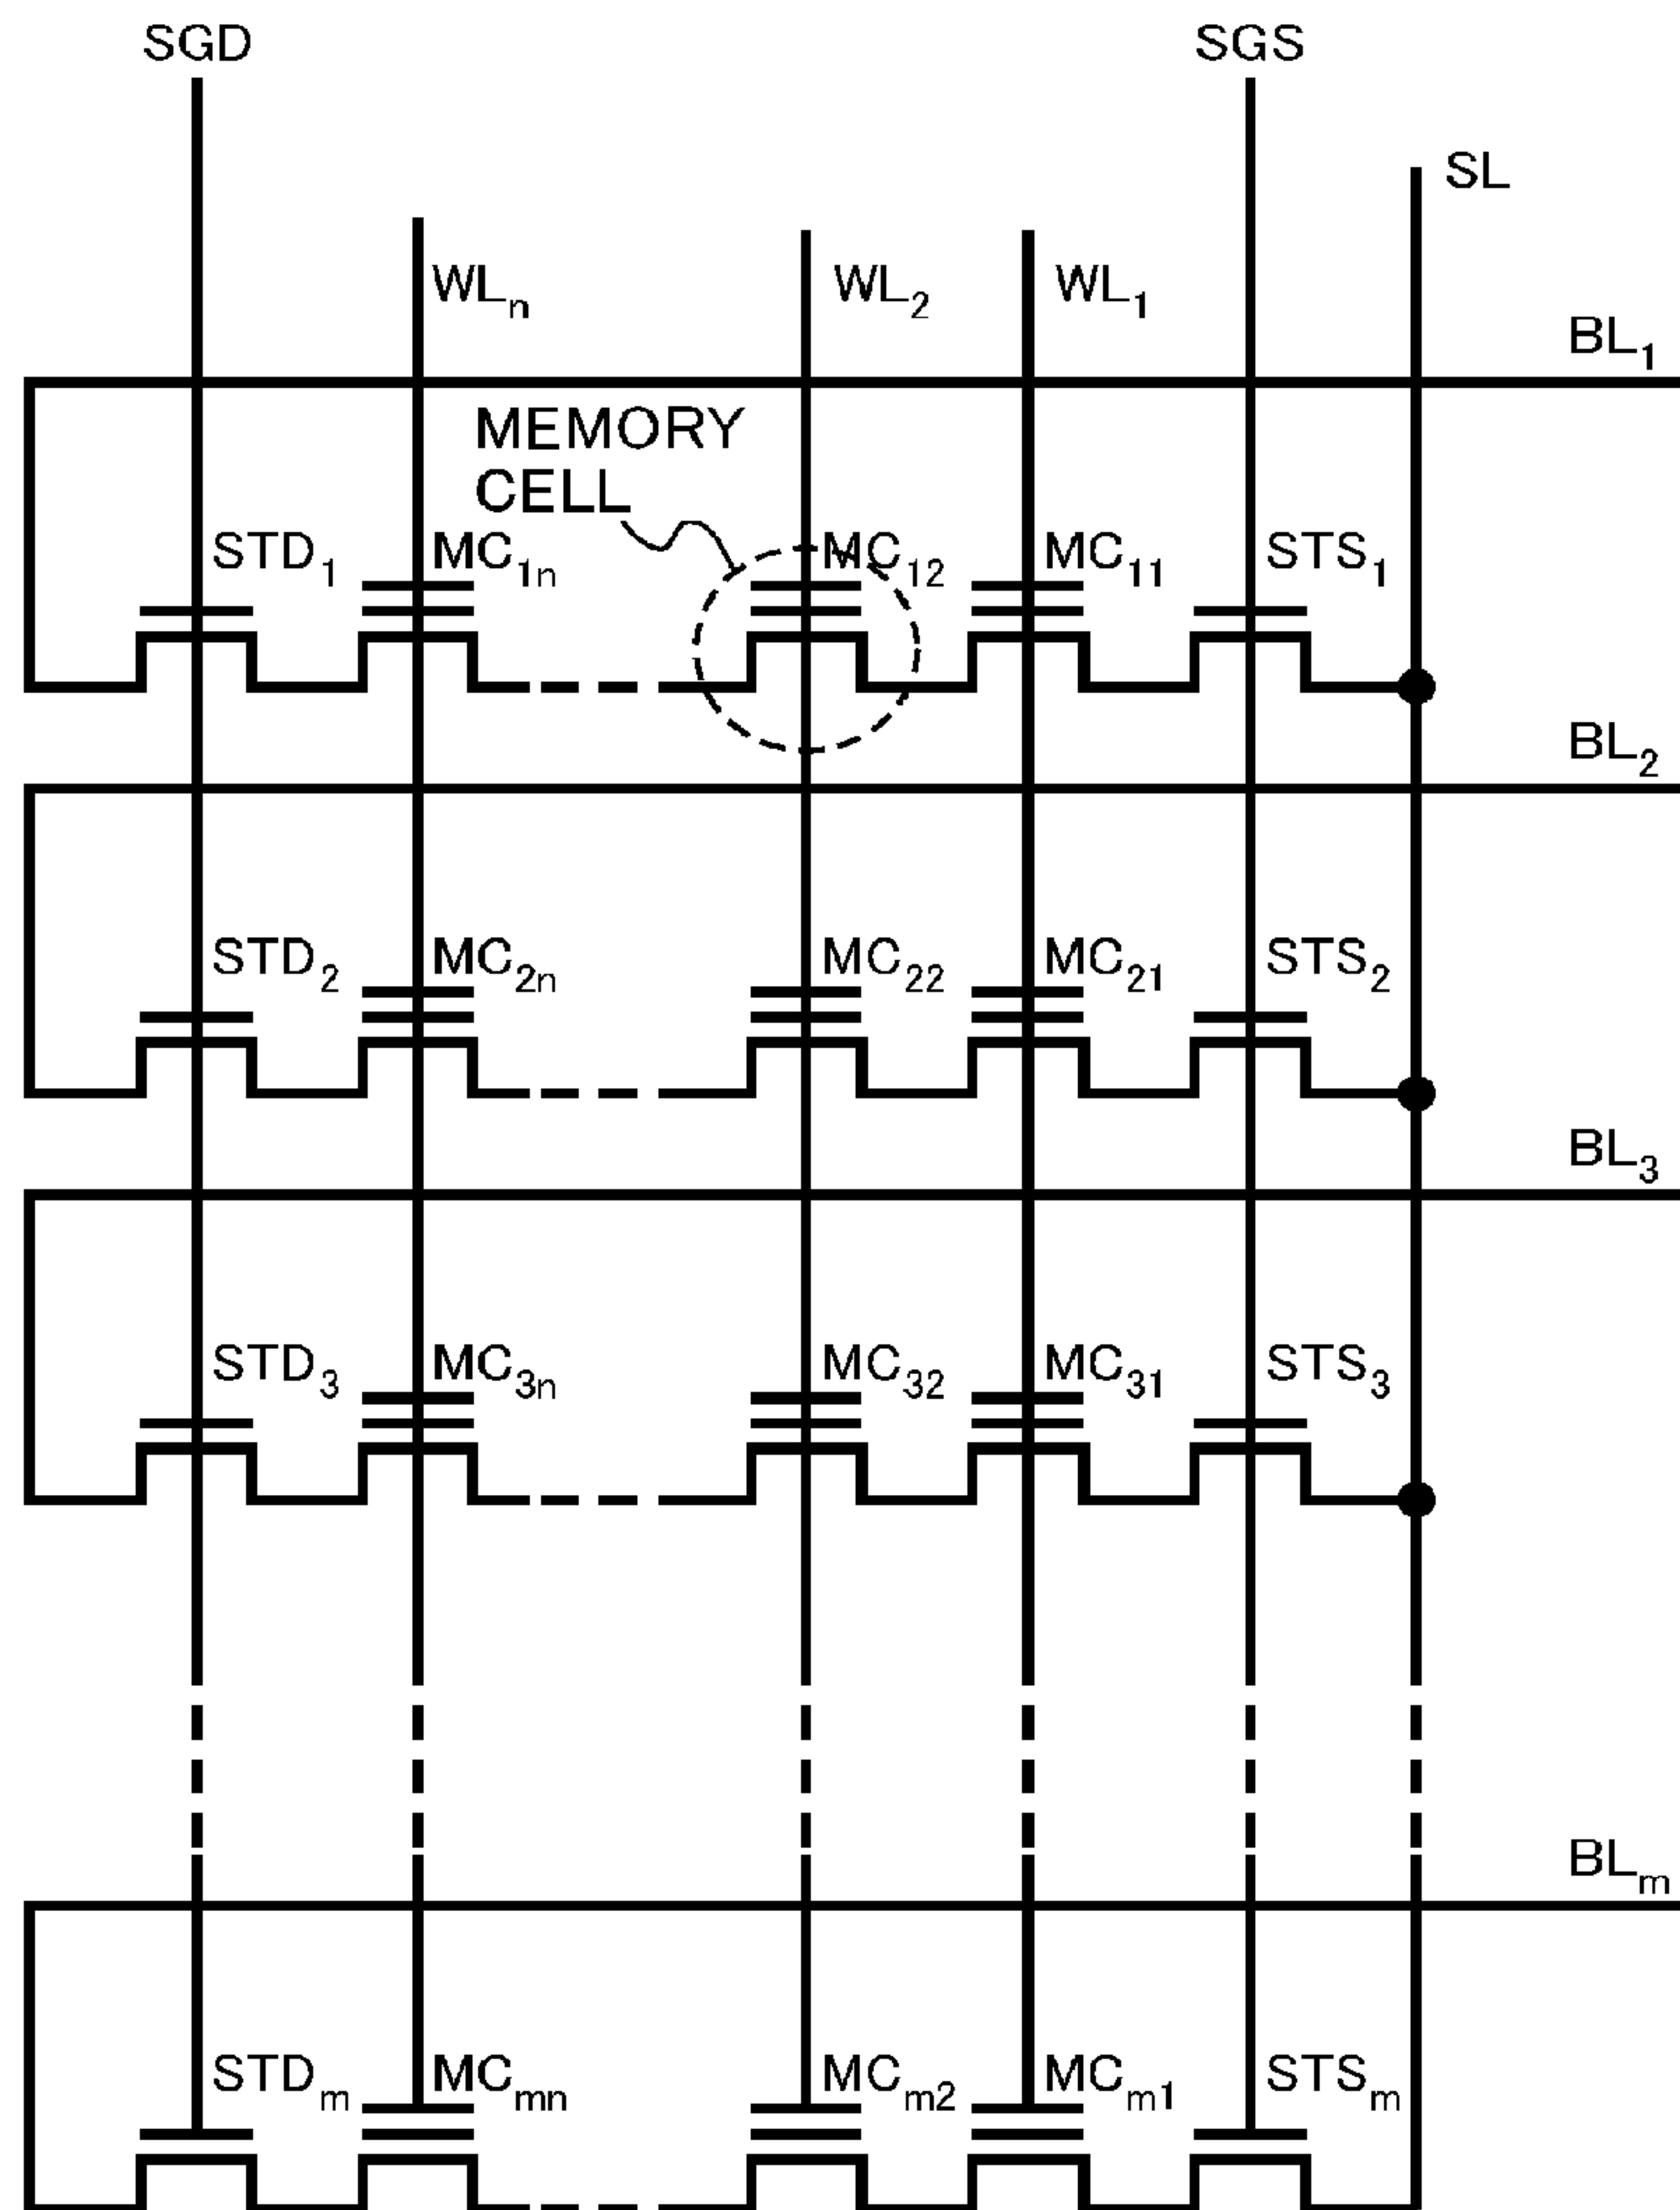 SGD SGS
SL
WLn WL2 WL1
BL1
MEMORY
CELL
STD1 MC1n MC12 MC11 STS1
BL2
STD2 MC2n MC22 MC21 STS2
BL3
STD3 MC3n MC32 MC31 STS3
BLm
STDm MCmn MCm2 MCm1 STSm